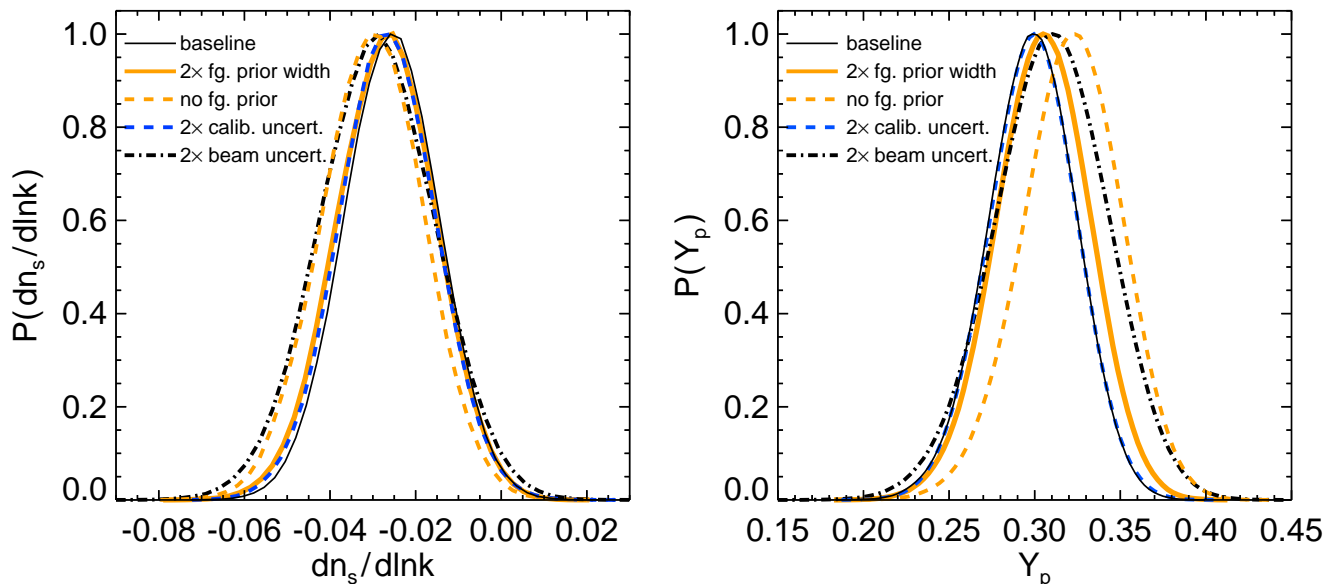 baseline
2× fg. prior width
no fg. prior
2× calib. uncert.
2× beam uncert.
P(dn_s/dlnk)
1.0
0.8
0.6
0.4
0.2
0.0
-0.08 -0.06 -0.04 -0.02 0.00 0.02
dn_s/dlnk
baseline
2× fg. prior width
no fg. prior
2× calib. uncert.
2× beam uncert.
P(Y_p)
1.0
0.8
0.6
0.4
0.2
0.0
0.15 0.20 0.25 0.30 0.35 0.40 0.45
Y_p